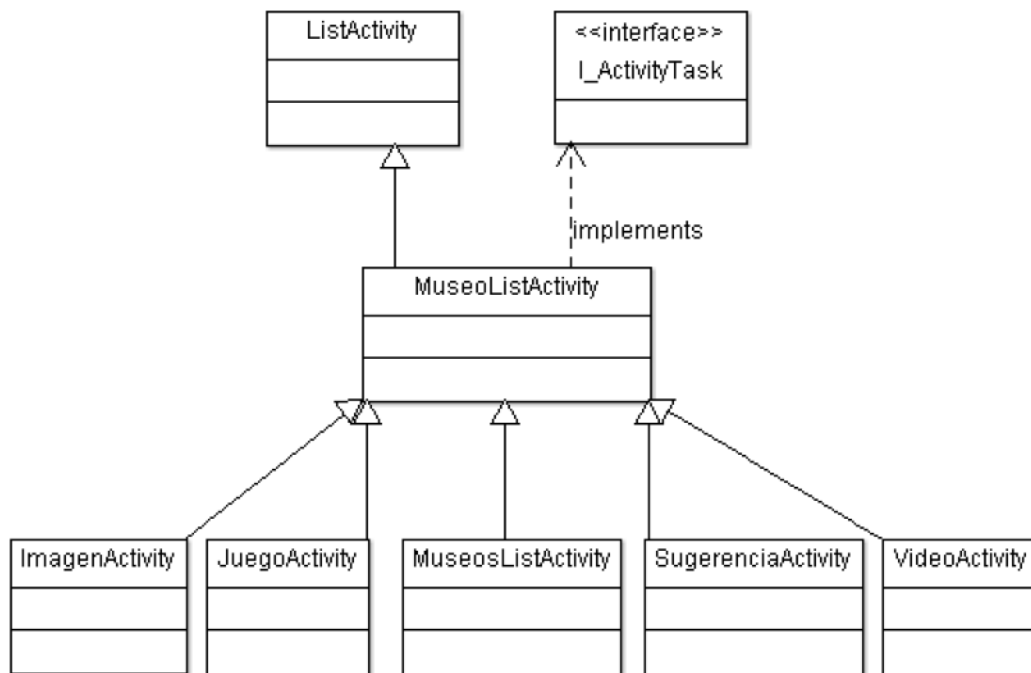 ListActivity
<<interface>>
I_ActivityTask
implements
MuseoListActivity
ImagenActivity
JuegoActivity
MuseosListActivity
SugerenciaActivity
VideoActivity